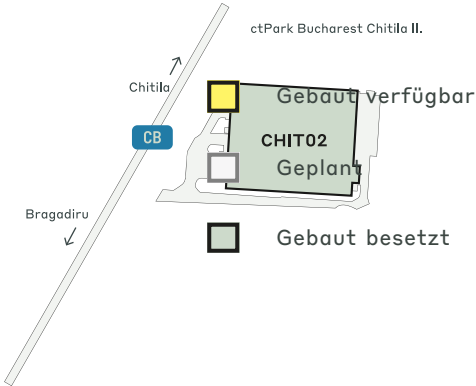 ctPark Bucharest Chitila II.
Chitila
Gebaut verfügbar
CB
CHIT02
Geplant
Bragadiru
Gebaut besetzt